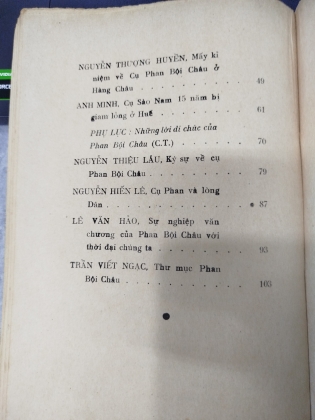 NGUYỄN THƯỢNG HUYỀN, Mấy kỉ
niệm về Cụ Phan Bội Châu ở
Hàng Châu . . . . . . . . . . 49
ANH MINH, Cụ Sào Nam 15 năm bị
giam lỏng ở Huế . . . . . . . . 61
PHỤ LỤC : Những lời di chúc của
Phan Bội Châu (C.T.) . . . . . . 70
NGUYỄN THIỆU LÂU, Ký sự về cụ
Phan Bội Châu . . . . . . . . . 79
NGUYỄN HIẾN LÊ, Cụ Phan và lòng
Dân . . . . . . . . . . . . . 87
LÊ VĂN HẢO, Sự nghiệp văn
chương của Phan Bội Châu với
thời đại chúng ta . . . . . . . . 93
TRẦN VIẾT NGẠC, Thư mục Phan
Bội Châu . . . . . . . . . . . 103